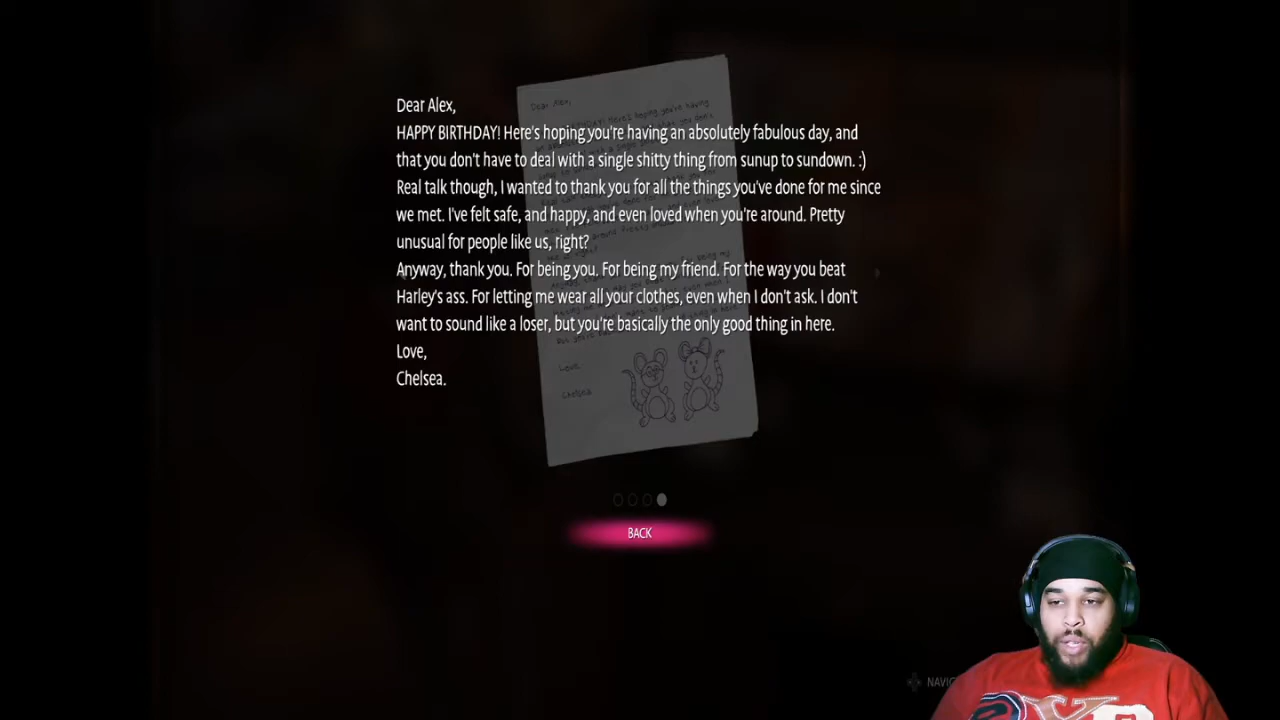 Dear Alex,
HAPPY BIRTHDAY! Here's hoping you're having an absolutely fabulous day, and
that you don't have to deal with a single shitty thing from sunup to sundown. :)
Real talk though, I wanted to thank you for all the things you've done for me since
we met. I've felt safe, and happy, and even loved when you're around. Pretty
unusual for people like us, right?
Anyway, thank you. For being you. For being my friend. For the way you beat
Harley's ass. For letting me wear all your clothes, even when I don't ask. I don't
want to sound like a loser, but you're basically the only good thing in here.
Love,
Chelsea.
Dear Alex,
Love,
Chelsea
BACK
NAVIG